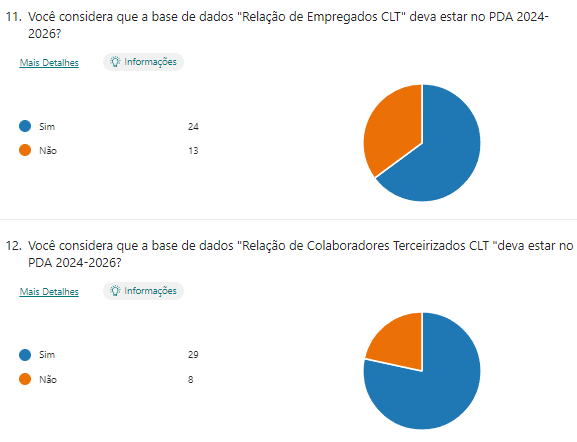 11. Você considera que a base de dados "Relação de Empregados CLT" deva estar no PDA 2024-
2026?
Mais Detalhes Informações
Sim 24
Não 13
12. Você considera que a base de dados "Relação de Colaboradores Terceirizados CLT "deva estar no
PDA 2024-2026?
Mais Detalhes Informações
Sim 29
Não 8